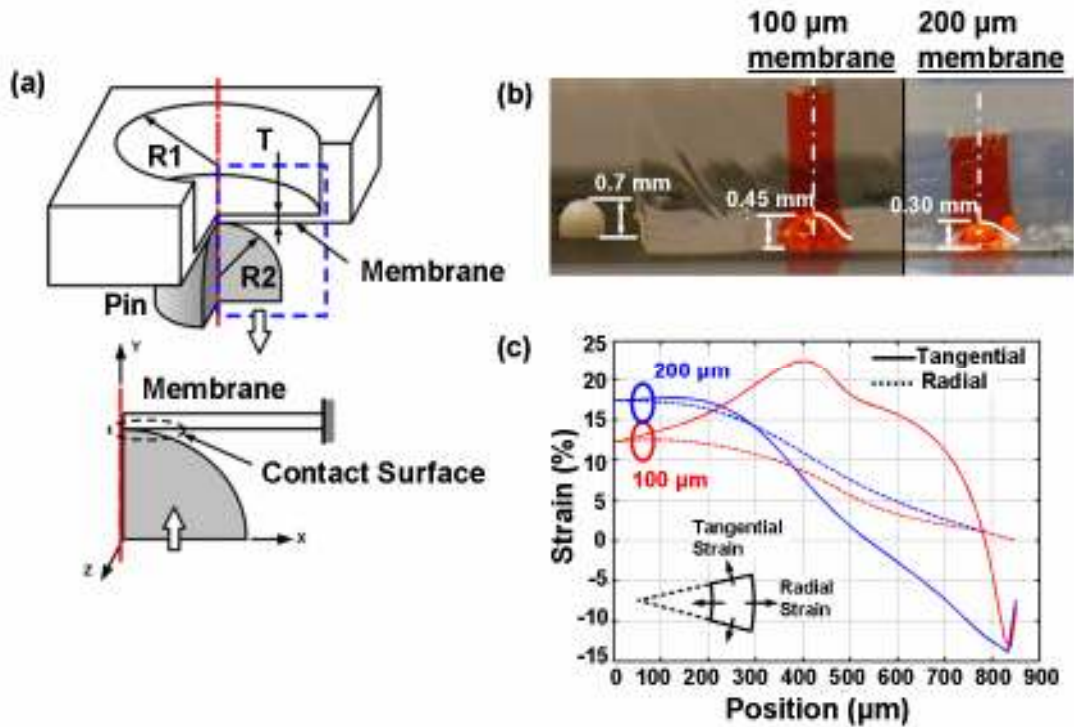 (a)
R1
T
R2
Membrane
Pin
Y
Membrane
Contact Surface
X
Z
100 µm
membrane
200 µm
membrane
(b)
0.7 mm
0.45 mm
0.30 mm
(c)
25
20
15
10
5
0
-5
-10
-15
Strain (%)
Tangential
Radial
200 µm
100 µm
Tangential
Strain
Radial
Strain
0 100 200 300 400 500 600 700 800 900
Position (µm)